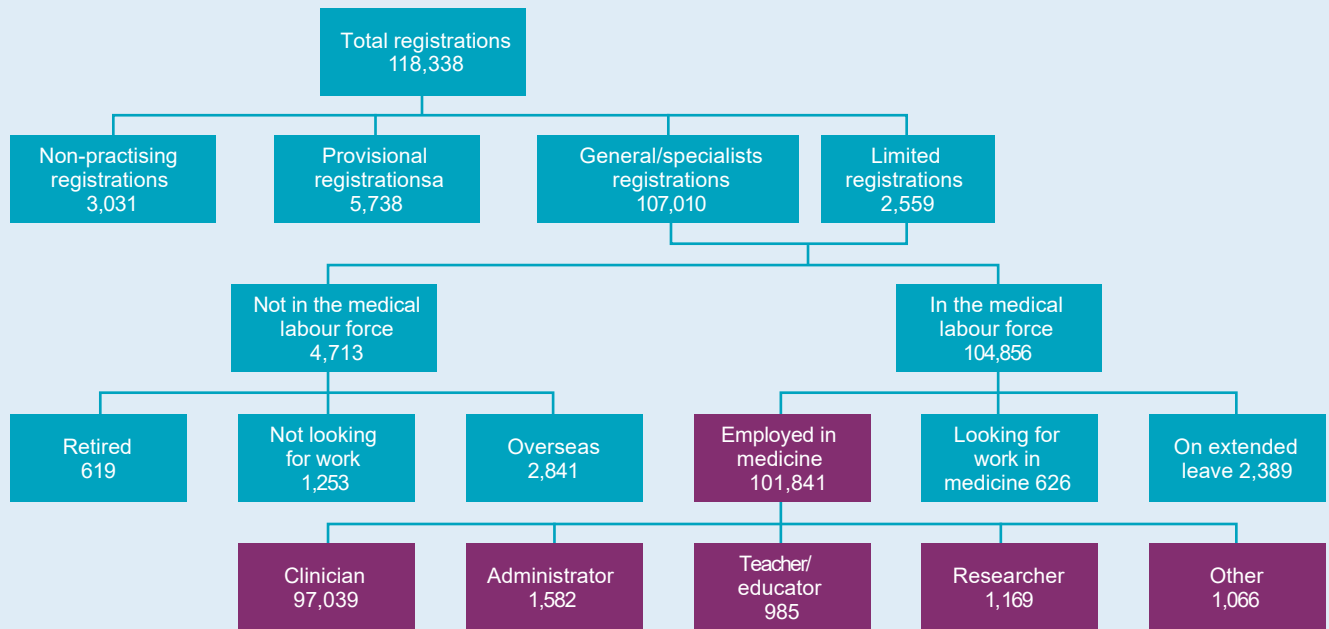 Total registrations
118,338
Non-practising
registrations
3,031
Provisional
registrationsa
5,738
General/specialists
registrations
107,010
Limited
registrations
2,559
Not in the medical
labour force
4,713
In the medical
labour force
104,856
Retired
619
Not looking
for work
1,253
Overseas
2,841
Employed in
medicine
101,841
Looking for
work in
medicine 626
On extended
leave 2,389
Clinician
97,039
Administrator
1,582
Teacher/
educator
985
Researcher
1,169
Other
1,066